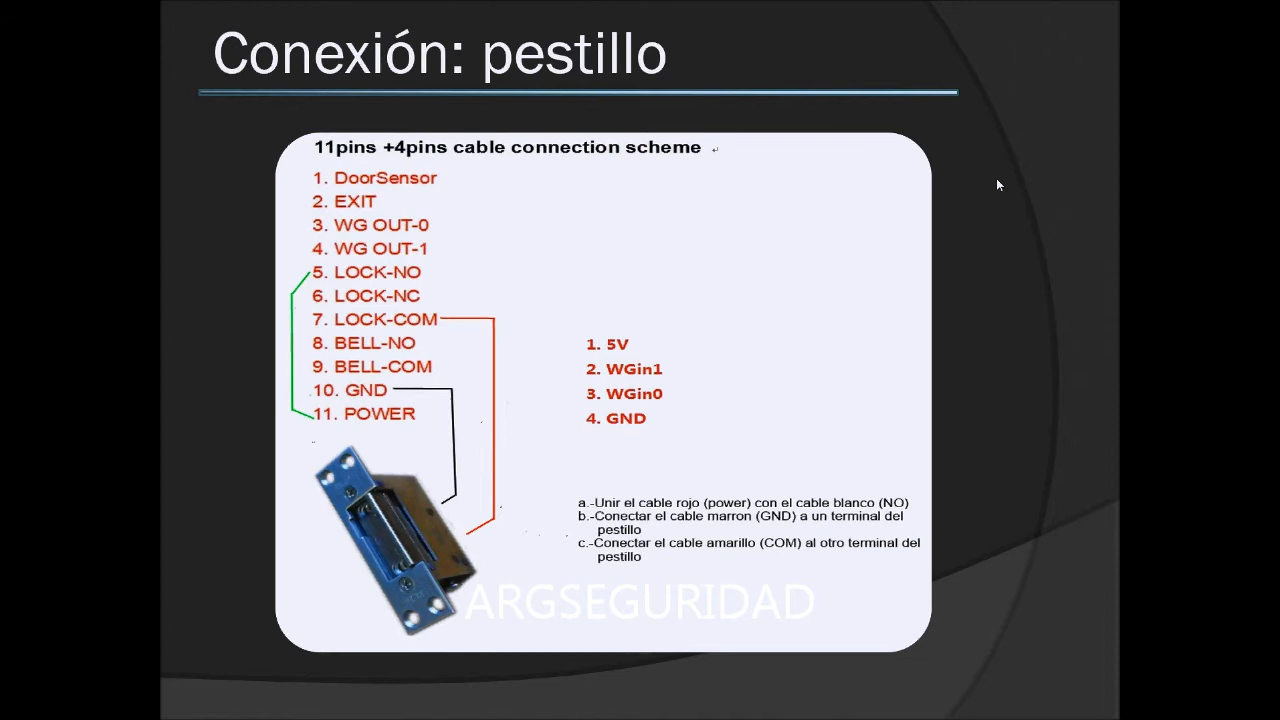 Conexión: pestillo
11pins +4pins cable connection scheme
1. DoorSensor
2. EXIT
3. WG OUT-0
4. WG OUT-1
5. LOCK-NO
6. LOCK-NC
7. LOCK-COM
8. BELL-NO
9. BELL-COM
10. GND
11. POWER
1. 5V
2. WGin1
3. WGin0
4. GND
a.-Unir el cable rojo (power) con el cable blanco (NO)
b.-Conectar el cable marron (GND) a un terminal del
pestillo
c.-Conectar el cable amarillo (COM) al otro terminal del
pestillo
ARGSEGURIDAD